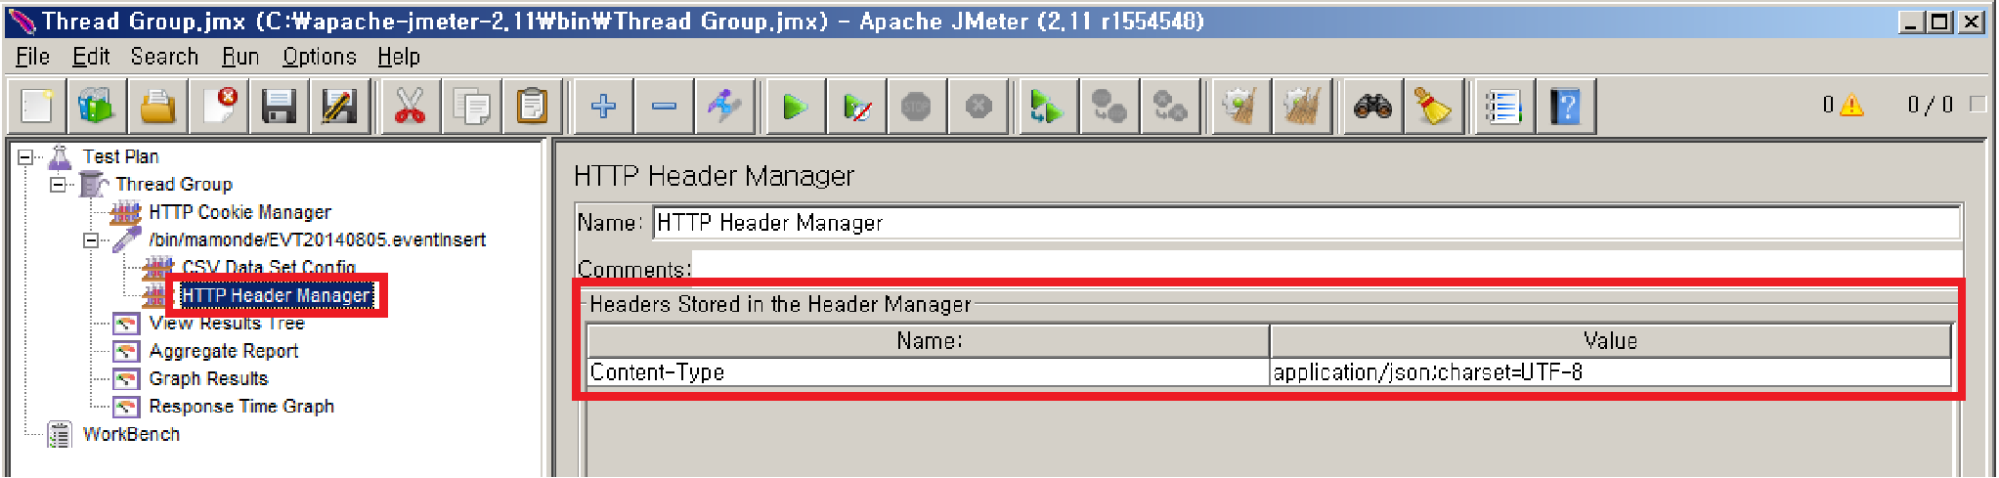 Thread Group.jmx (C:₩apache-jmeter-2.11₩bin₩Thread Group.jmx) - Apache JMeter (2.11 r1554548)
File Edit Search Run Options Help
STOP
0 0 / 0
Test Plan
Thread Group
HTTP Cookie Manager
/bin/mamonde/EVT20140805.eventInsert
CSV Data Set Config
HTTP Header Manager
View Results Tree
Aggregate Report
Graph Results
Response Time Graph
WorkBench
HTTP Header Manager
Name: HTTP Header Manager
Comments:
Headers Stored in the Header Manager
Name: Value
Content-Type application/json;charset=UTF-8